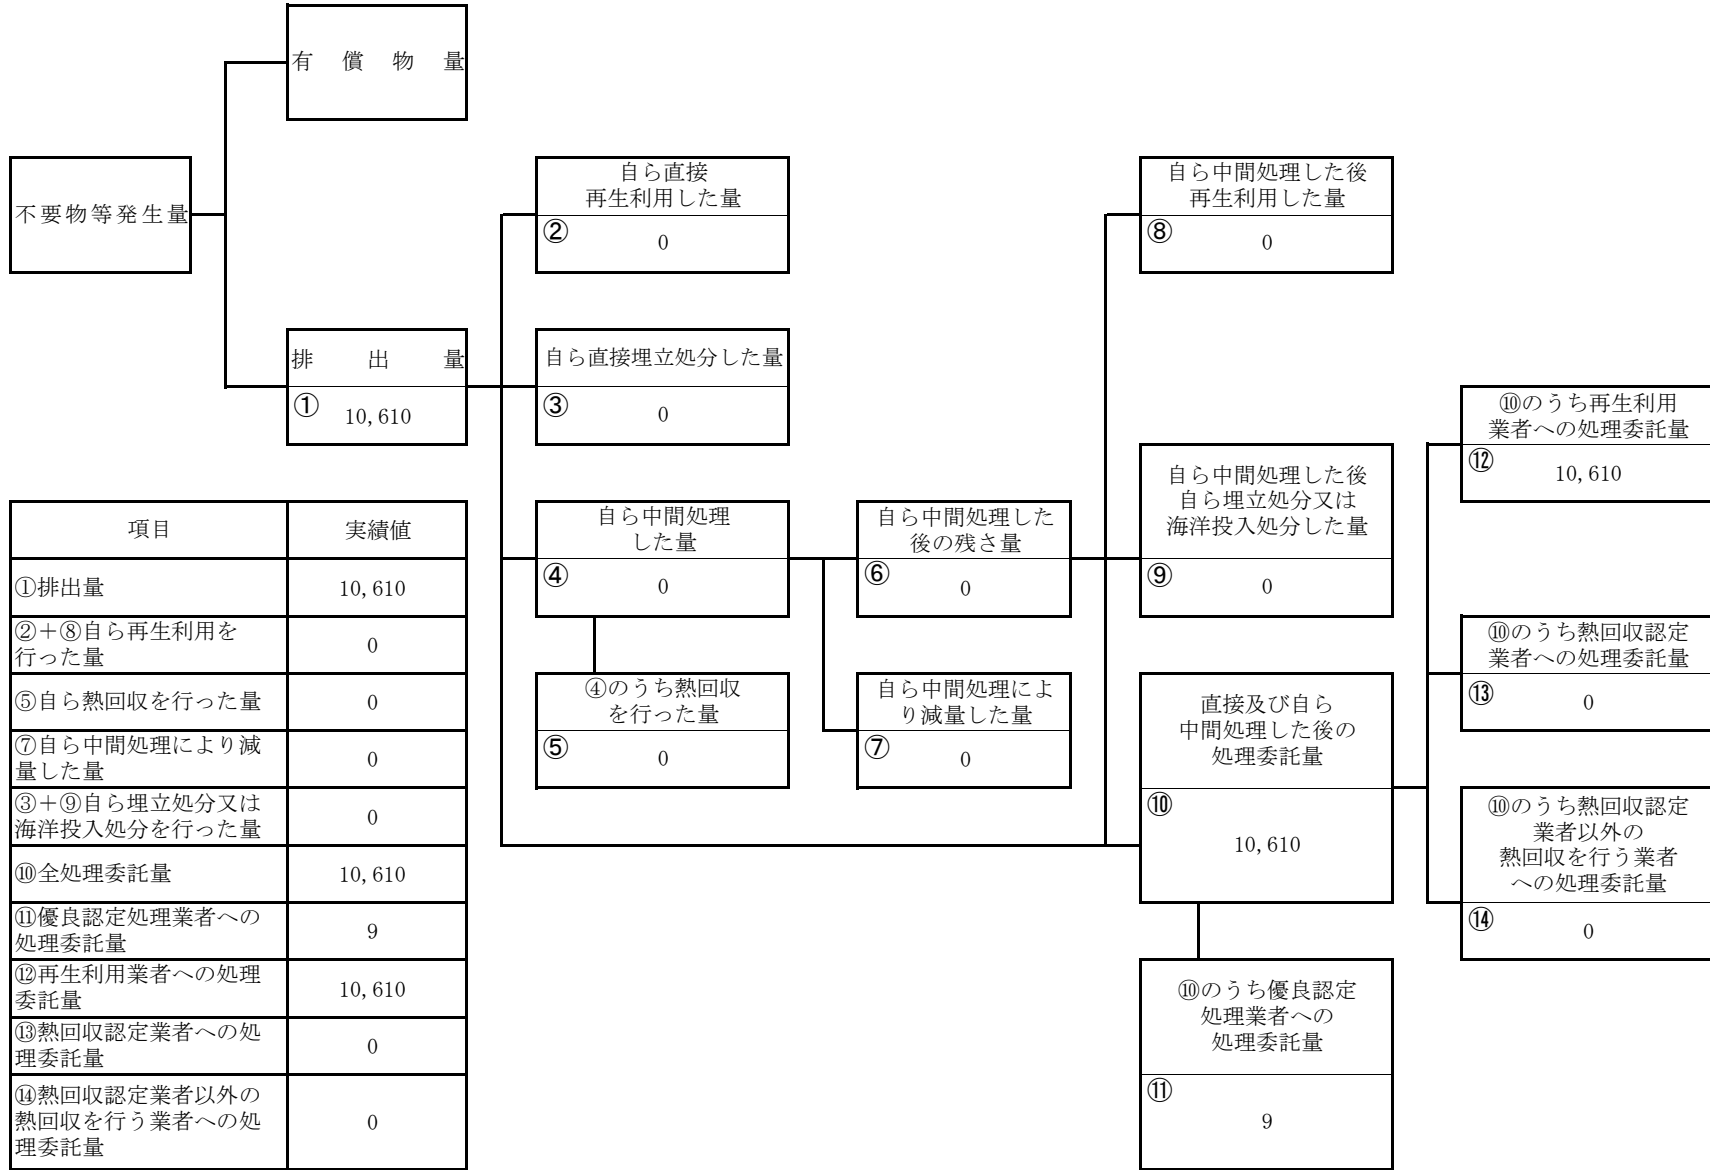 有償物量
不要物等発生量
排出量
① 10,610
自ら直接
再生利用した量
② 0
自ら直接埋立処分した量
③ 0
自ら中間処理
した量
④ 0
④のうち熱回収
を行った量
⑤ 0
自ら中間処理した
後の残さ量
⑥ 0
自ら中間処理によ
り減量した量
⑦ 0
自ら中間処理した後
再生利用した量
⑧ 0
自ら中間処理した後
自ら埋立処分又は
海洋投入処分した量
⑨ 0
直接及び自ら
中間処理した後の
処理委託量
⑩
10,610
⑩のうち優良認定
処理業者への
処理委託量
⑪
9
⑩のうち再生利用
業者への処理委託量
⑫ 10,610
⑩のうち熱回収認定
業者への処理委託量
⑬ 0
⑩のうち熱回収認定
業者以外の
熱回収を行う業者
への処理委託量
⑭ 0
項目 実績値
①排出量 10,610
②＋⑧自ら再生利用を
行った量 0
⑤自ら熱回収を行った量 0
⑦自ら中間処理により減
量した量 0
③＋⑨自ら埋立処分又は
海洋投入処分を行った量 0
⑩全処理委託量 10,610
⑪優良認定処理業者への
処理委託量 9
⑫再生利用業者への処理
委託量 10,610
⑬熱回収認定業者への処
理委託量 0
⑭熱回収認定業者以外の
熱回収を行う業者への処
理委託量 0